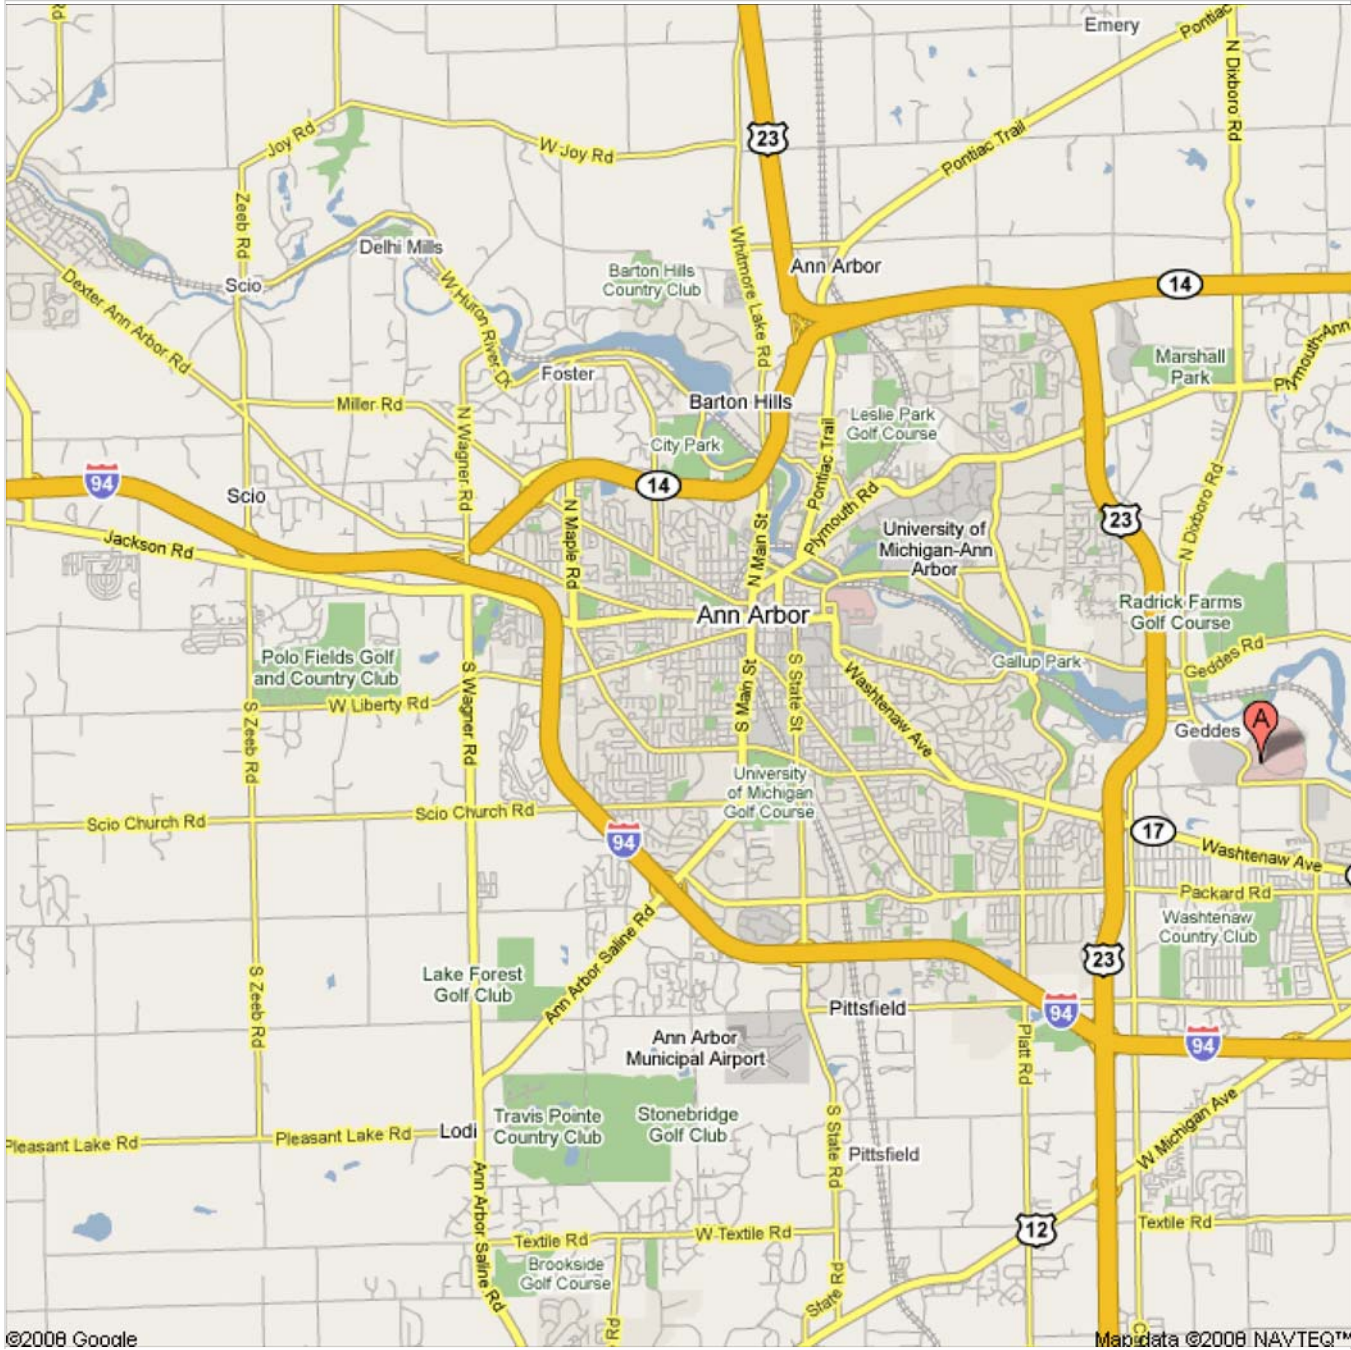 Rd
Emery
Pontiac
N Dixboro Rd
Joy Rd
W Joy Rd
23
Pontiac Trail
Zeeb Rd
Delhi Mills
Whitmore Lake Rd
Ann Arbor
Scio
Barton Hills
Country Club
14
Dexter Ann Arbor Rd
W Huron River Dr
Plymouth-Ann
Marshall
Park
Foster
Barton Hills
Miller Rd
N Wagner Rd
Leslie Park
Golf Course
City Park
Pontiac Trail
94
Scio
14
N Maple Rd
N Main St
Plymouth Rd
N Dixboro Rd
23
Jackson Rd
University of
Michigan-Ann
Arbor
Ann Arbor
Radrick Farms
Golf Course
Polo Fields Golf
and Country Club
S Wagner Rd
S Main St
S State St
Washtenaw Ave
Gallup Park
Geddes Rd
W Liberty Rd
S Zeeb Rd
Geddes
A
University
of Michigan
Golf Course
Scio Church Rd
Scio Church Rd
94
17
Washtenaw Ave
Packard Rd
Ann Arbor Saline Rd
Washtenaw
Country Club
Lake Forest
Golf Club
S Zeeb Rd
23
Pittsfield
94
Ann Arbor
Municipal Airport
Platt Rd
94
Travis Pointe
Country Club
Stonebridge
Golf Club
S State Rd
W Michigan Ave
Pleasant Lake Rd
Pleasant Lake Rd
Lodi
Pittsfield
Ann Arbor Saline Rd
Textile Rd
W Textile Rd
12
Textile Rd
Brookside
Golf Course
State Rd
Rd
©2008 Google
Map data ©2008 NAVTEQ™